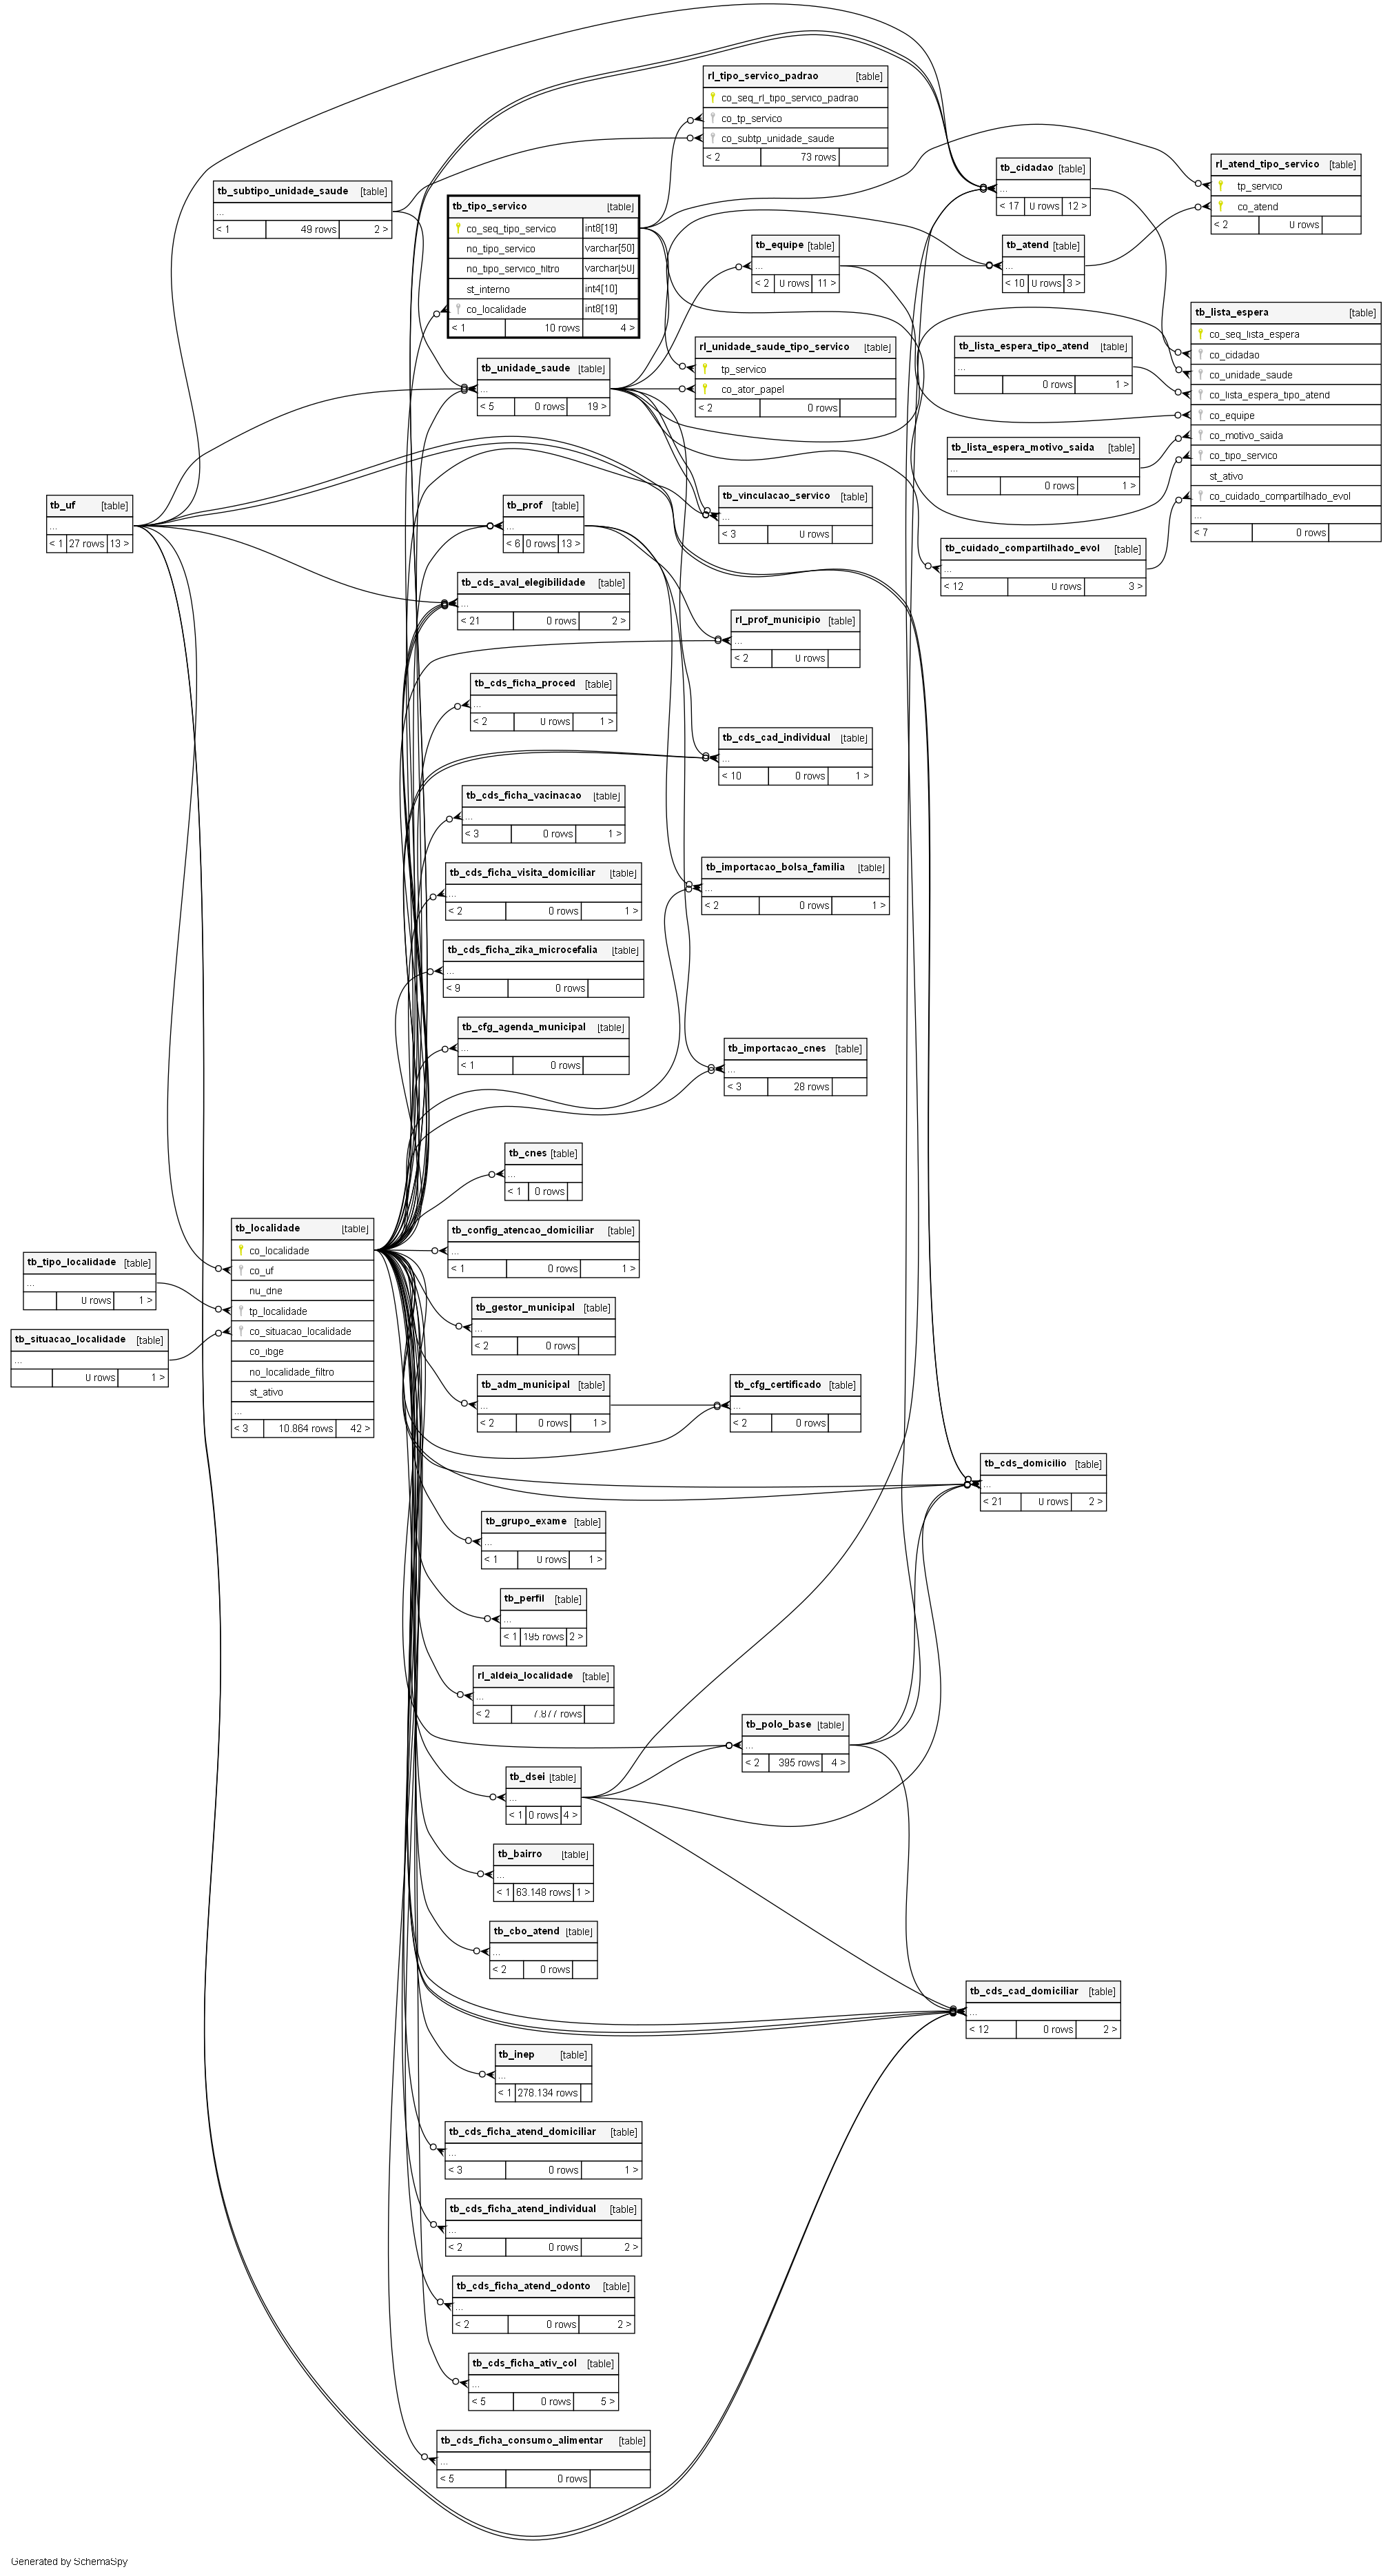 rl_tipo_servico_padrao [table]
co_seq_rl_tipo_servico_padrao
co_tp_servico
co_subtp_unidade_saude
< 2 73 rows
tb_cidadao [table]
...
< 17 0 rows 12 >
rl_atend_tipo_servico [table]
tp_servico
co_atend
< 2 0 rows
tb_subtipo_unidade_saude [table]
...
< 1 49 rows 2 >
tb_tipo_servico [table]
co_seq_tipo_servico int8[19]
no_tipo_servico varchar[50]
no_tipo_servico_filtro varchar[50]
st_interno int4[10]
co_localidade int8[19]
< 1 10 rows 4 >
tb_equipe [table]
...
< 2 0 rows 11 >
tb_atend [table]
...
< 10 0 rows 3 >
tb_lista_espera [table]
co_seq_lista_espera
co_cidadao
co_unidade_saude
co_lista_espera_tipo_atend
co_equipe
co_motivo_saida
co_tipo_servico
st_ativo
co_cuidado_compartilhado_evol
...
< 7 0 rows
rl_unidade_saude_tipo_servico [table]
tp_servico
co_ator_papel
< 2 0 rows
tb_lista_espera_tipo_atend [table]
...
0 rows 1 >
tb_unidade_saude [table]
...
< 5 0 rows 19 >
tb_lista_espera_motivo_saida [table]
...
0 rows 1 >
tb_uf [table]
...
< 1 27 rows 13 >
tb_prof [table]
...
< 6 0 rows 13 >
tb_vinculacao_servico [table]
...
< 3 0 rows
tb_cuidado_compartilhado_evol [table]
...
< 12 0 rows 3 >
tb_cds_aval_elegibilidade [table]
...
< 21 0 rows 2 >
rl_prof_municipio [table]
...
< 2 0 rows
tb_cds_ficha_proced [table]
...
< 2 0 rows 1 >
tb_cds_cad_individual [table]
...
< 10 0 rows 1 >
tb_cds_ficha_vacinacao [table]
...
< 3 0 rows 1 >
tb_cds_ficha_visita_domiciliar [table]
...
< 2 0 rows 1 >
tb_importacao_bolsa_familia [table]
...
< 2 0 rows 1 >
tb_cds_ficha_zika_microcefalia [table]
...
< 9 0 rows
tb_cfg_agenda_municipal [table]
...
< 1 0 rows
tb_importacao_cnes [table]
...
< 3 28 rows
tb_cnes [table]
...
< 1 0 rows
tb_localidade [table]
co_localidade
co_uf
nu_dne
tp_localidade
co_situacao_localidade
co_ibge
no_localidade_filtro
st_ativo
...
< 3 10.864 rows 42 >
tb_tipo_localidade [table]
...
0 rows 1 >
tb_situacao_localidade [table]
...
0 rows 1 >
tb_config_atencao_domiciliar [table]
...
< 1 0 rows 1 >
tb_gestor_municipal [table]
...
< 2 0 rows
tb_adm_municipal [table]
...
< 2 0 rows 1 >
tb_cfg_certificado [table]
...
< 2 0 rows
tb_cds_domicilio [table]
...
< 21 0 rows 2 >
tb_grupo_exame [table]
...
< 1 0 rows 1 >
tb_perfil [table]
...
< 1 195 rows 2 >
rl_aldeia_localidade [table]
...
< 2 7.877 rows
tb_polo_base [table]
...
< 2 395 rows 4 >
tb_dsei [table]
...
< 1 0 rows 4 >
tb_bairro [table]
...
< 1 63.148 rows 1 >
tb_cbo_atend [table]
...
< 2 0 rows
tb_cds_cad_domiciliar [table]
...
< 12 0 rows 2 >
tb_inep [table]
...
< 1 278.134 rows
tb_cds_ficha_atend_domiciliar [table]
...
< 3 0 rows 1 >
tb_cds_ficha_atend_individual [table]
...
< 2 0 rows 2 >
tb_cds_ficha_atend_odonto [table]
...
< 2 0 rows 2 >
tb_cds_ficha_ativ_col [table]
...
< 5 0 rows 5 >
tb_cds_ficha_consumo_alimentar [table]
...
< 5 0 rows
Generated by SchemaSpy